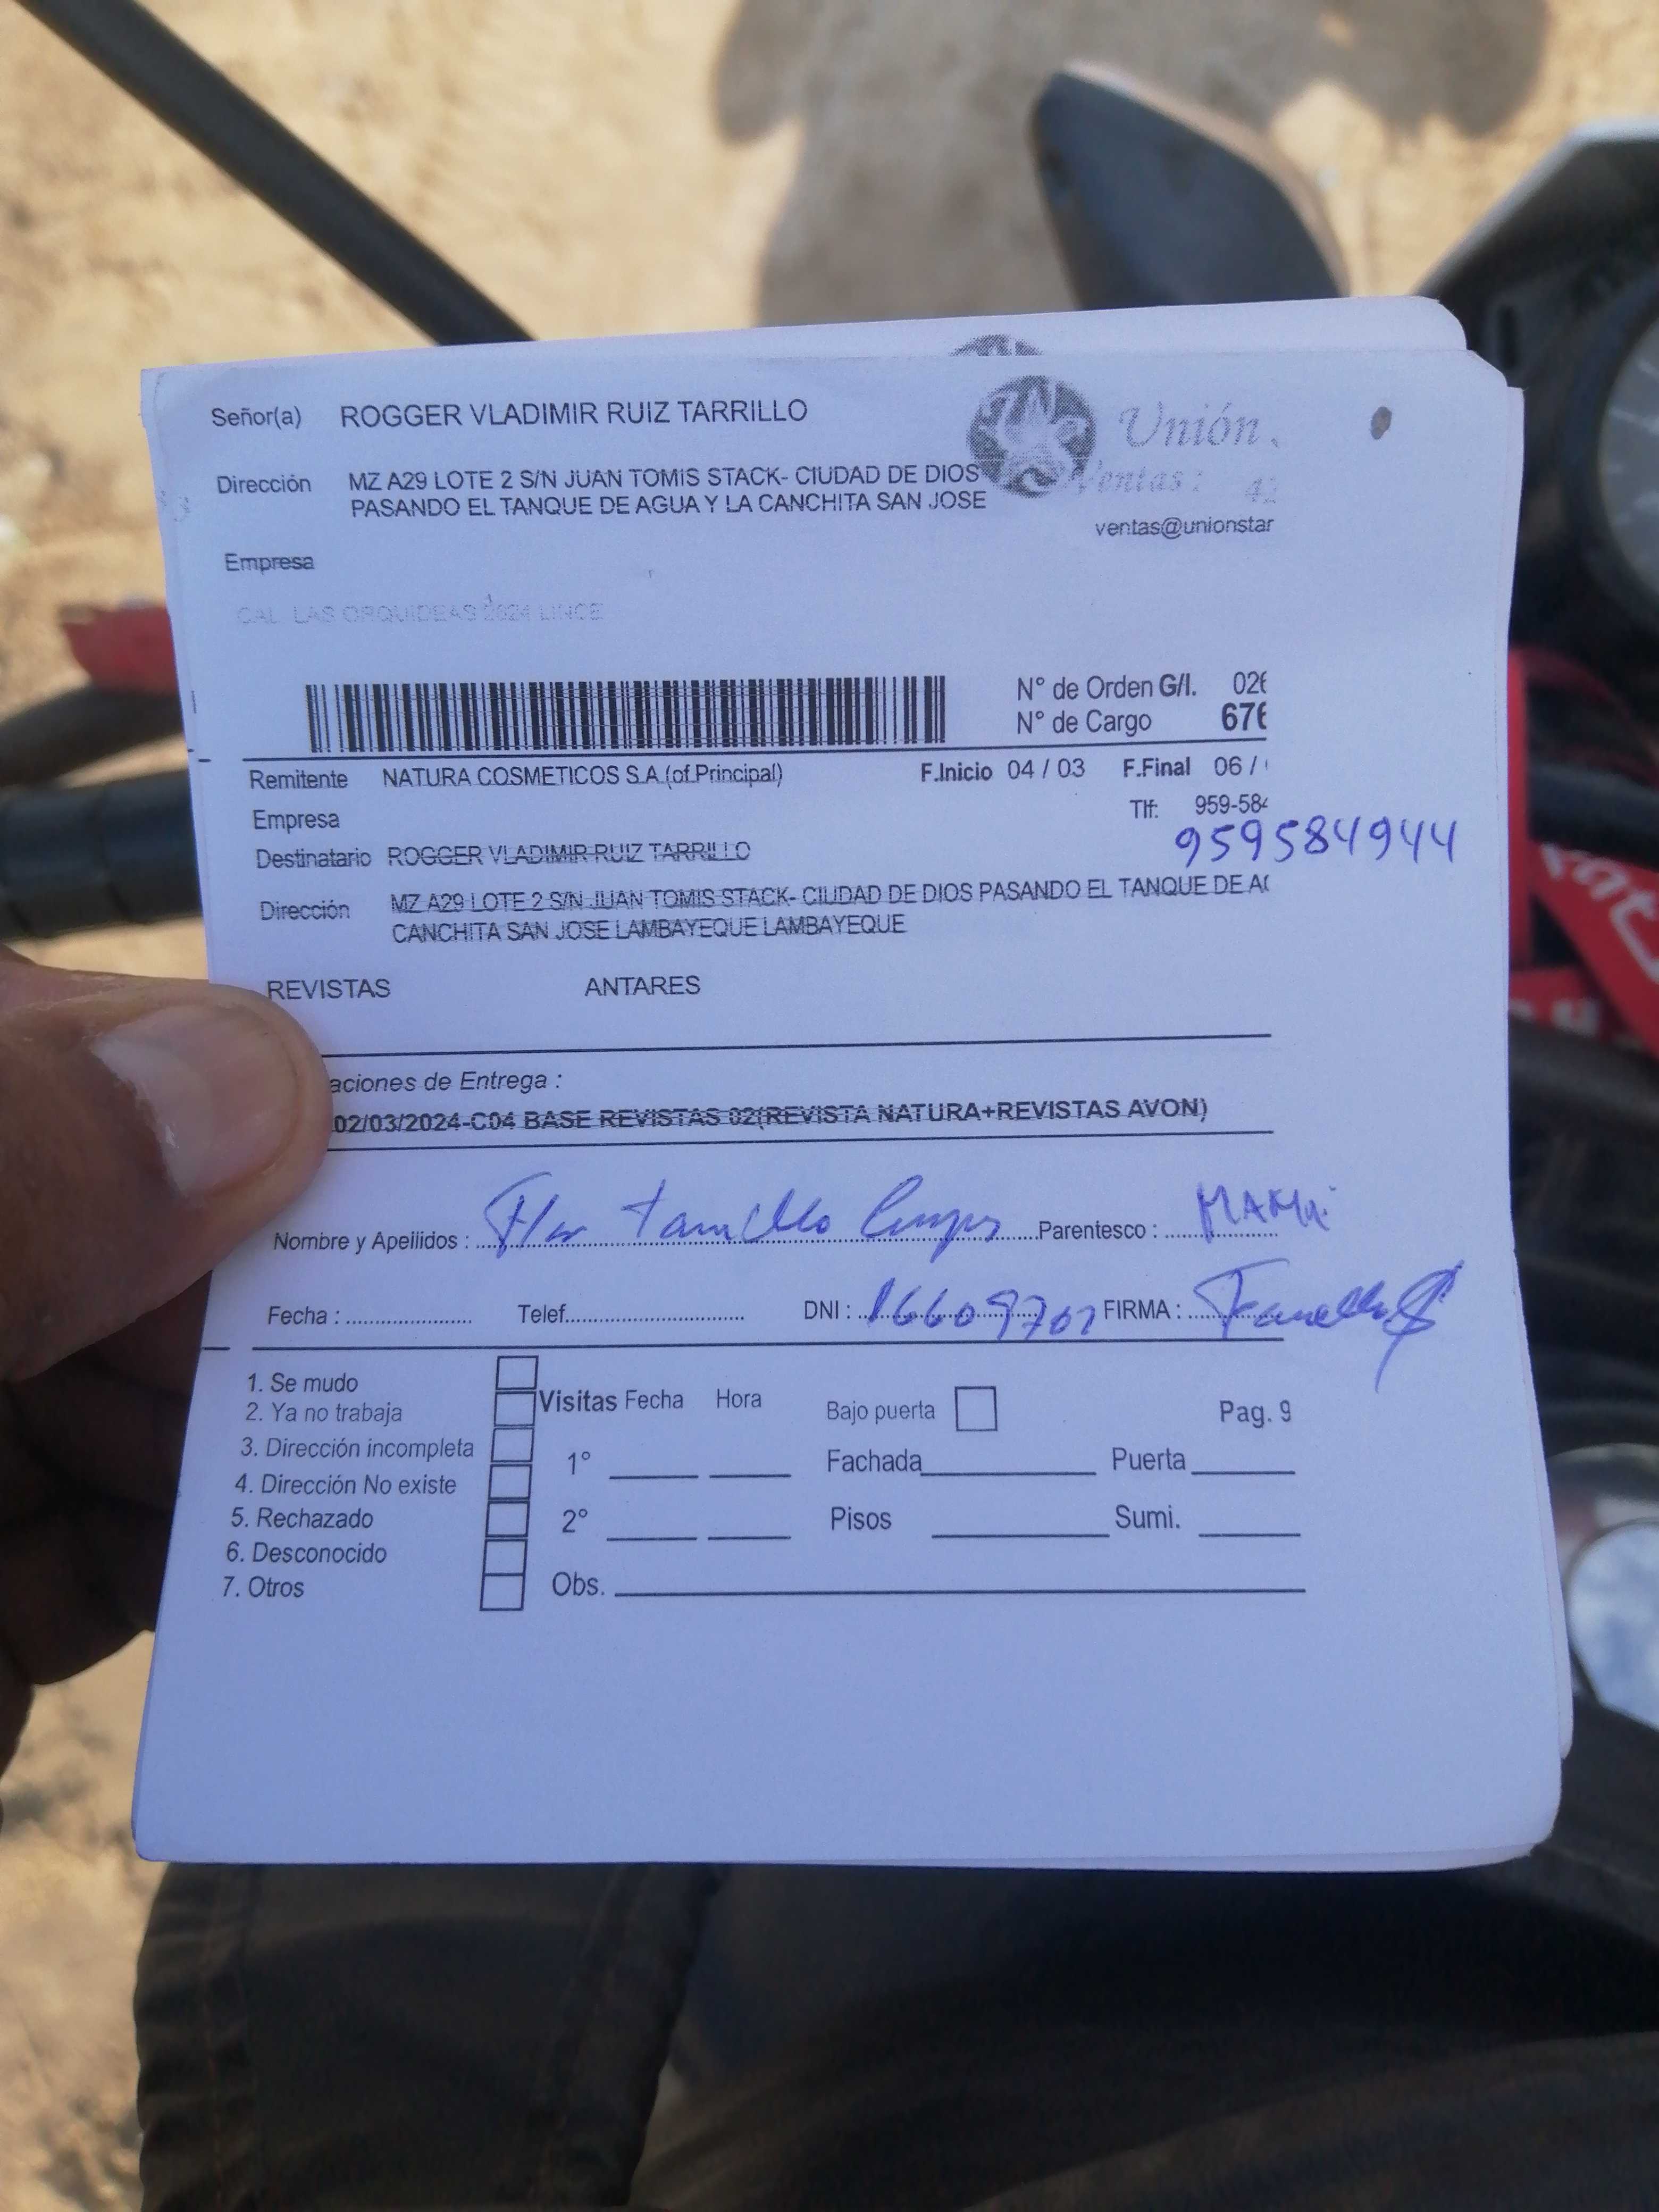 Señor(a) ROGGER VLADIMIR RUIZ TARRILLO
Unión
Dirección MZ A29 LOTE 2 S/N JUAN TOMIS STACK- CIUDAD DE DIOS
PASANDO EL TANQUE DE AGUA Y LA CANCHITA SAN JOSE
Ventas: 42
ventas@unionstar
Empresa
CAL LAS ORQUIDEAS 2024 LINCE
N° de Orden G/I. 026
N° de Cargo 676
Remitente NATURA COSMETICOS S.A.(of.Principal) F.Inicio 04 / 03 F.Final 06 /
Empresa Tlf: 959-584
959584944
Destinatario ROGGER VLADIMIR RUIZ TARRILLO
Dirección MZ A29 LOTE 2 S/N JUAN TOMIS STACK- CIUDAD DE DIOS PASANDO EL TANQUE DE AG
CANCHITA SAN JOSE LAMBAYEQUE LAMBAYEQUE
REVISTAS ANTARES
aciones de Entrega :
02/03/2024-C04 BASE REVISTAS 02(REVISTA NATURA+REVISTAS AVON)
Nombre y Apellidos : Flor Tarrillo Parentesco : MAMÁ
Fecha : Telef. DNI : 16609702 FIRMA :
1. Se mudo
2. Ya no trabaja
3. Dirección incompleta
4. Dirección No existe
5. Rechazado
6. Desconocido
7. Otros
Visitas Fecha Hora
1°
2°
Obs.
Bajo puerta Pag. 9
Fachada Puerta
Pisos Sumi.